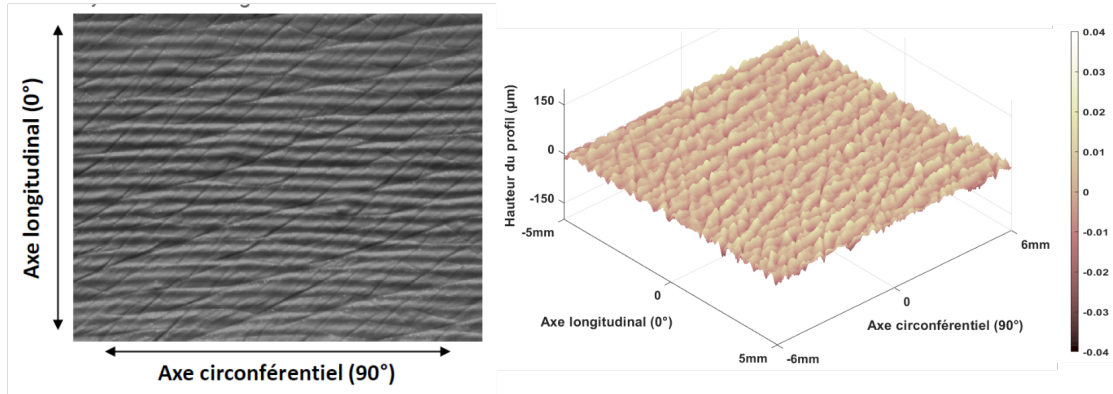 Axe longitudinal (0°)
Axe circonférentiel (90°)
Hauteur du profil (µm)
150
0
-150
-5mm
0
5mm
Axe longitudinal (0°)
-6mm
0
6mm
Axe circonférentiel (90°)
0.04
0.03
0.02
0.01
0
-0.01
-0.02
-0.03
-0.04